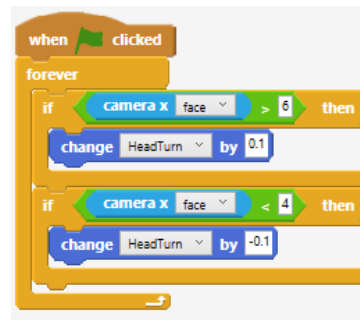 when clicked
forever
if camera x face > 6 then
change HeadTurn by 0.1
if camera x face < 4 then
change HeadTurn by -0.1